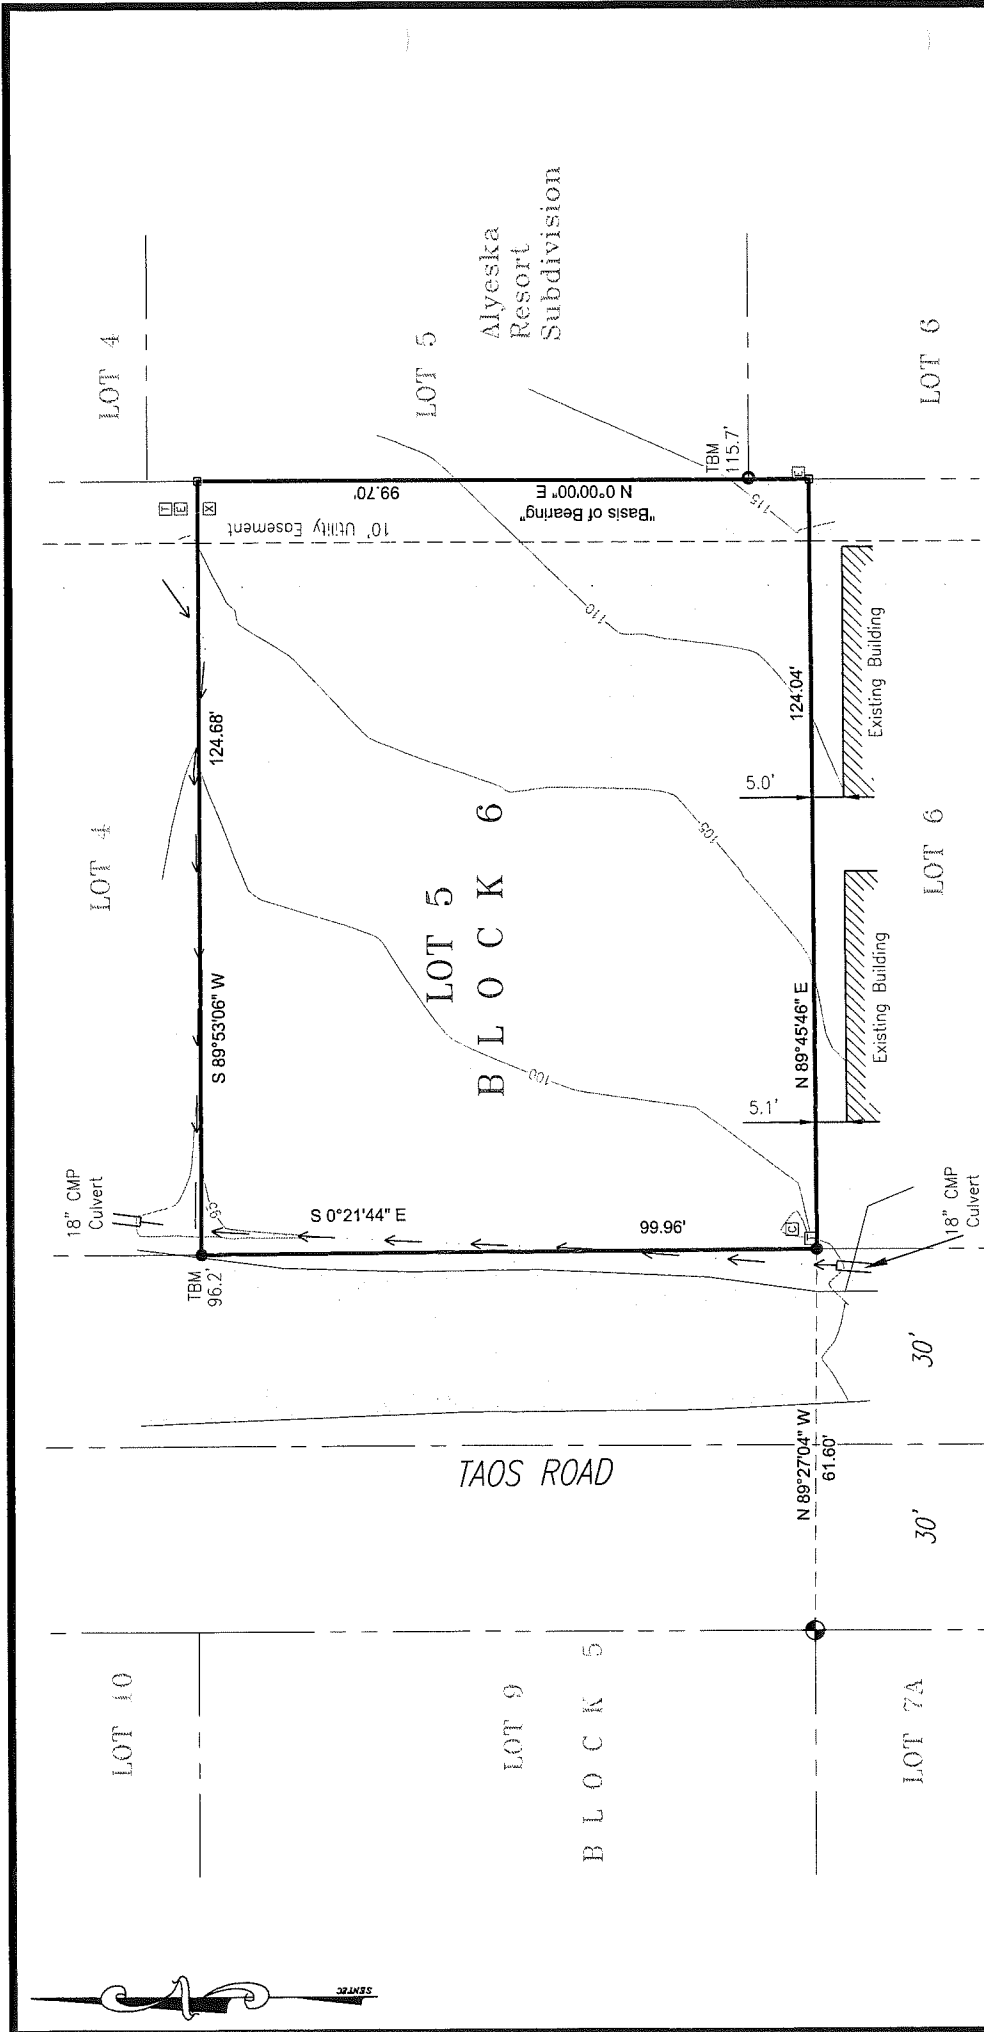 LOT 10
LOT 9
BLOCK 5
LOT 7A
TAOS ROAD
30'
30'
N 89°27'04" W
61.60'
18" CMP
Culvert
18" CMP
Culvert
TBM
96.2'
S 0°21'44" E
99.96'
T
C
95
LOT 4
S 89°53'06" W
124.68'
LOT 5
BLOCK 6
100
105
110
115
N 89°45'46" E
124.04'
5.1'
5.0'
Existing Building
Existing Building
LOT 6
10' Utility Easement
T
E
X
99.70'
N 0°00'00" E
"Basis of Bearing"
TBM
115.7'
LOT 4
LOT 5
Alyeska
Resort
Subdivision
LOT 6
SENTEC